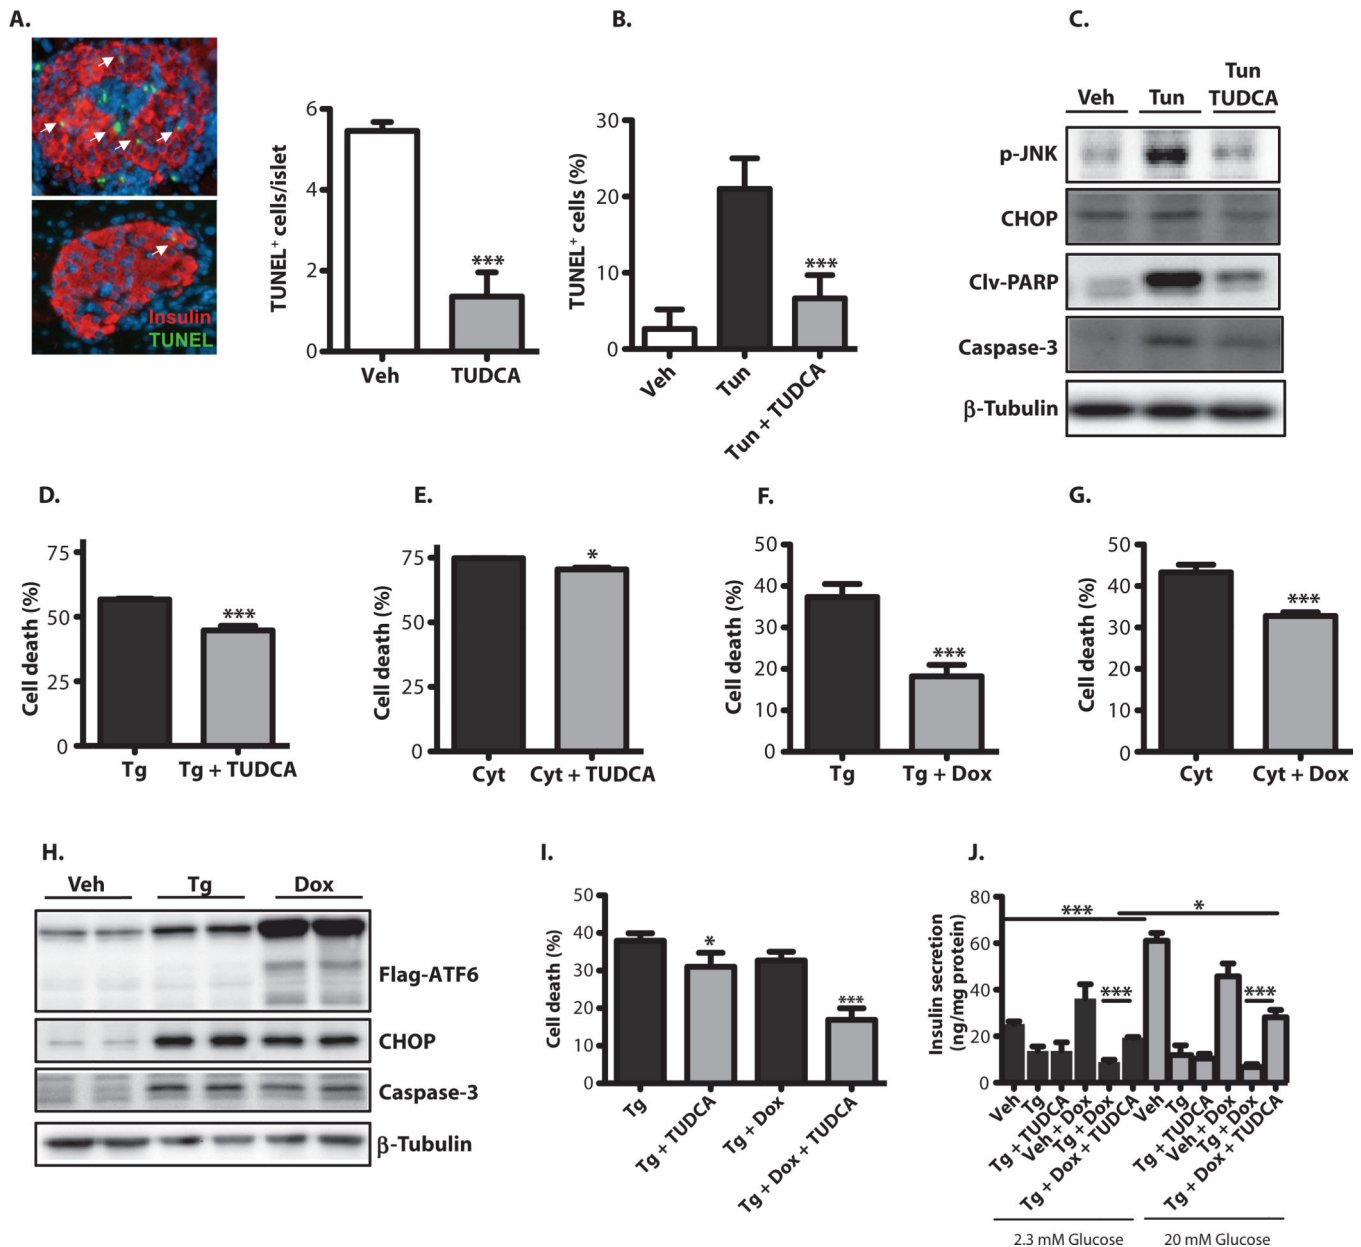 A.
Insulin
TUNEL
TUNEL⁺ cells/islet
6
4
2
0
Veh
TUDCA
***
B.
TUNEL⁺ cells (%)
30
20
10
0
Veh
Tun
Tun + TUDCA
***
C.
Veh
Tun
Tun
TUDCA
p-JNK
CHOP
Clv-PARP
Caspase-3
β-Tubulin
D.
Cell death (%)
75
50
25
0
***
Tg
Tg + TUDCA
E.
Cell death (%)
75
50
25
0
*
Cyt
Cyt + TUDCA
F.
Cell death (%)
50
40
30
20
10
0
***
Tg
Tg + Dox
G.
Cell death (%)
50
40
30
20
10
0
***
Cyt
Cyt + Dox
H.
Veh
Tg
Dox
Flag-ATF6
CHOP
Caspase-3
β-Tubulin
I.
Cell death (%)
50
40
30
20
10
0
*
***
Tg
Tg + TUDCA
Tg + Dox
Tg + Dox + TUDCA
J.
Insulin secretion
(ng/mg protein)
80
60
40
20
0
***
*
***
***
Veh
Tg
Tg + TUDCA
Veh + Dox
Tg + Dox
Tg + Dox + TUDCA
Veh
Tg
Tg + TUDCA
Veh + Dox
Tg + Dox
Tg + Dox + TUDCA
2.3 mM Glucose
20 mM Glucose